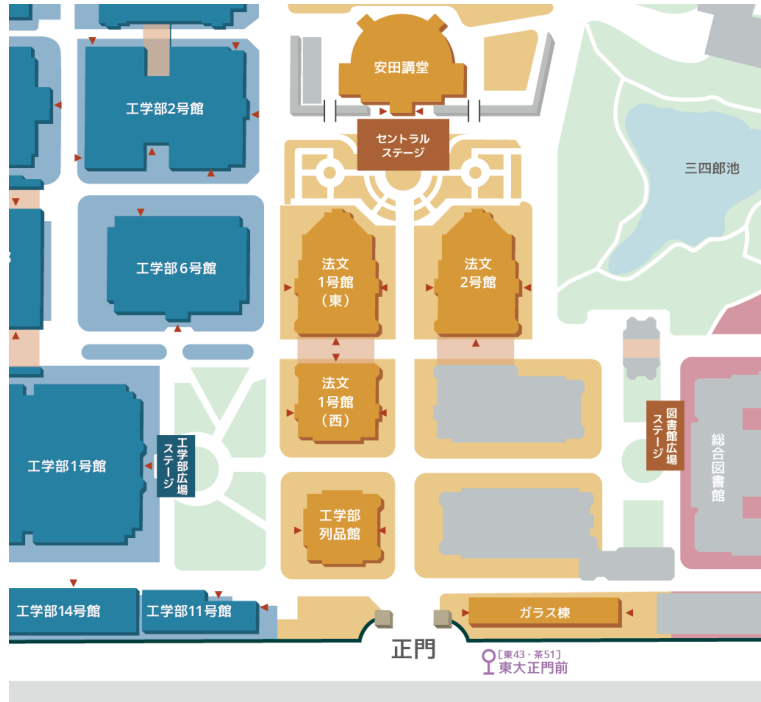 安田講堂
工学部2号館
セントラル
ステージ
三四郎池
工学部6号館
法文
1号館
（東）
法文
2号館
法文
1号館
（西）
工学部1号館
工学部広場
ステージ
図書館広場
ステージ
総合図書館
工学部
列品館
工学部14号館
工学部11号館
ガラス棟
正門
［東43・茶51］
東大正門前